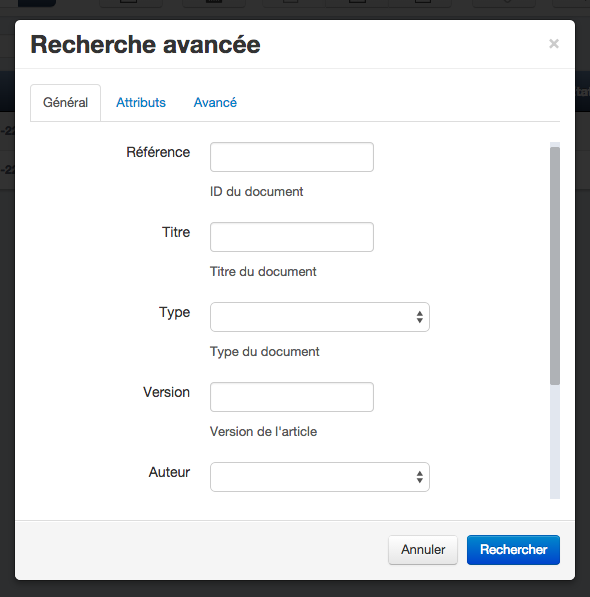 Recherche avancée
×
Général Attributs Avancé
Référence
ID du document
Titre
Titre du document
Type
Type du document
Version
Version de l'article
Auteur
Annuler Rechercher